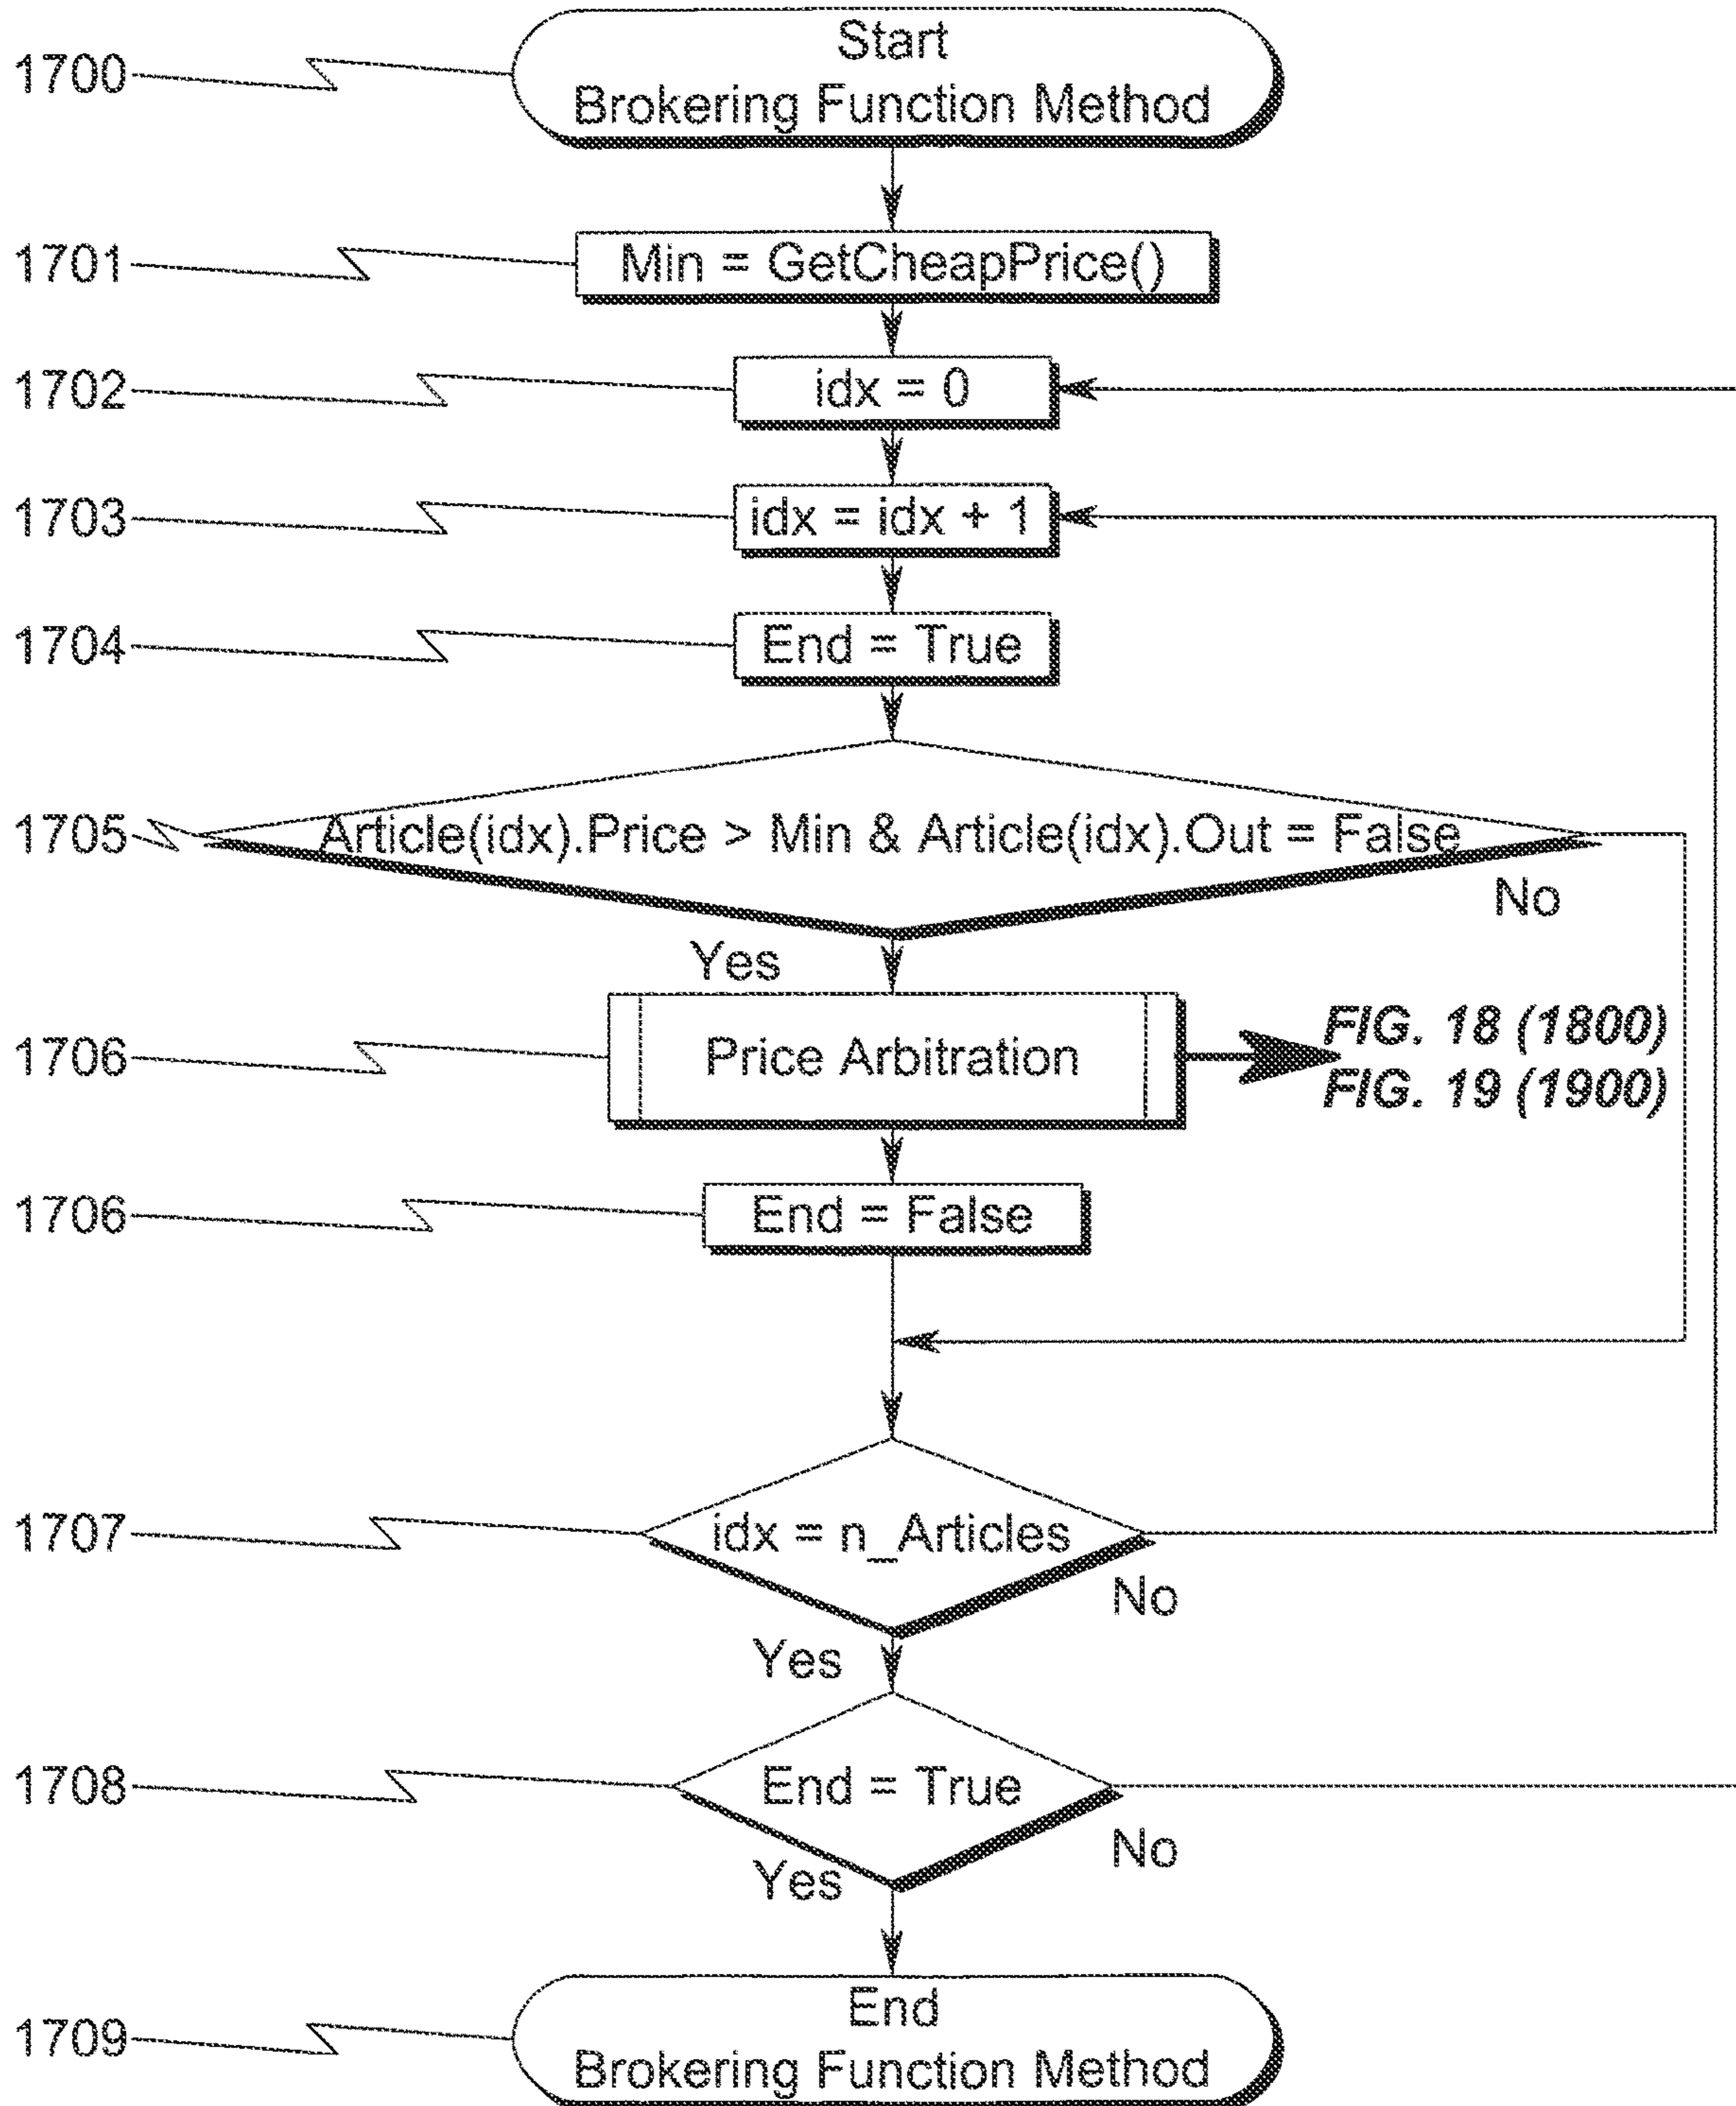 Start
1700
Brokering Function Method
1701
Min = GetCheapPrice()
1702
idx = 0
1703
idx = idx + 1
1704
End = True
1705
Article(idx).Price > Min & Article(idx).Out = False
No
Yes
FIG. 18 (1800)
1706
Price Arbitration
FIG. 19 (1900)
1706
End = False
1707
idx = n_Articles
No
Yes
1708
End = True
No
Yes
End
1709
Brokering Function Method